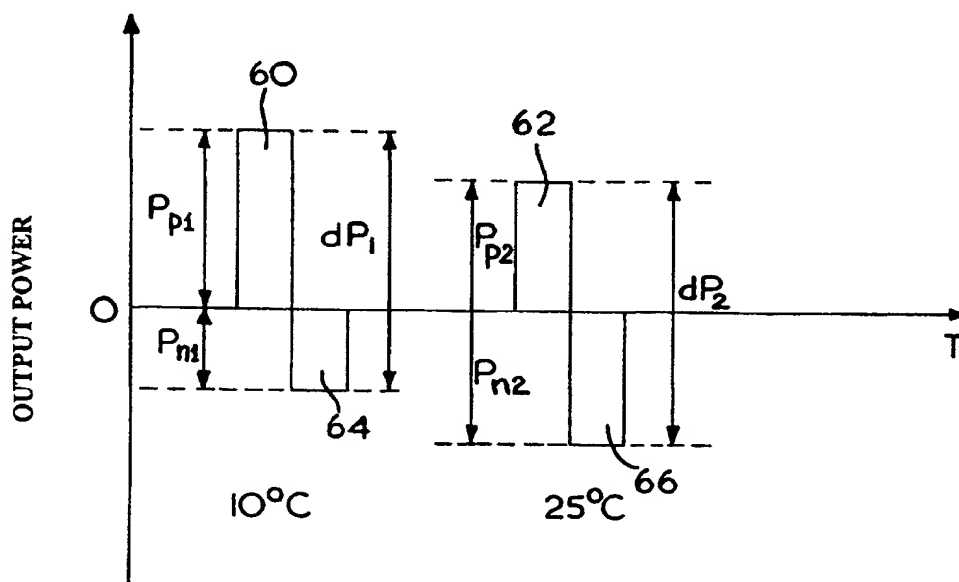 60
62
P_p1
dP_1
P_p2
dP_2
OUTPUT POWER
O
T
P_n1
P_n2
64
66
10°C
25°C